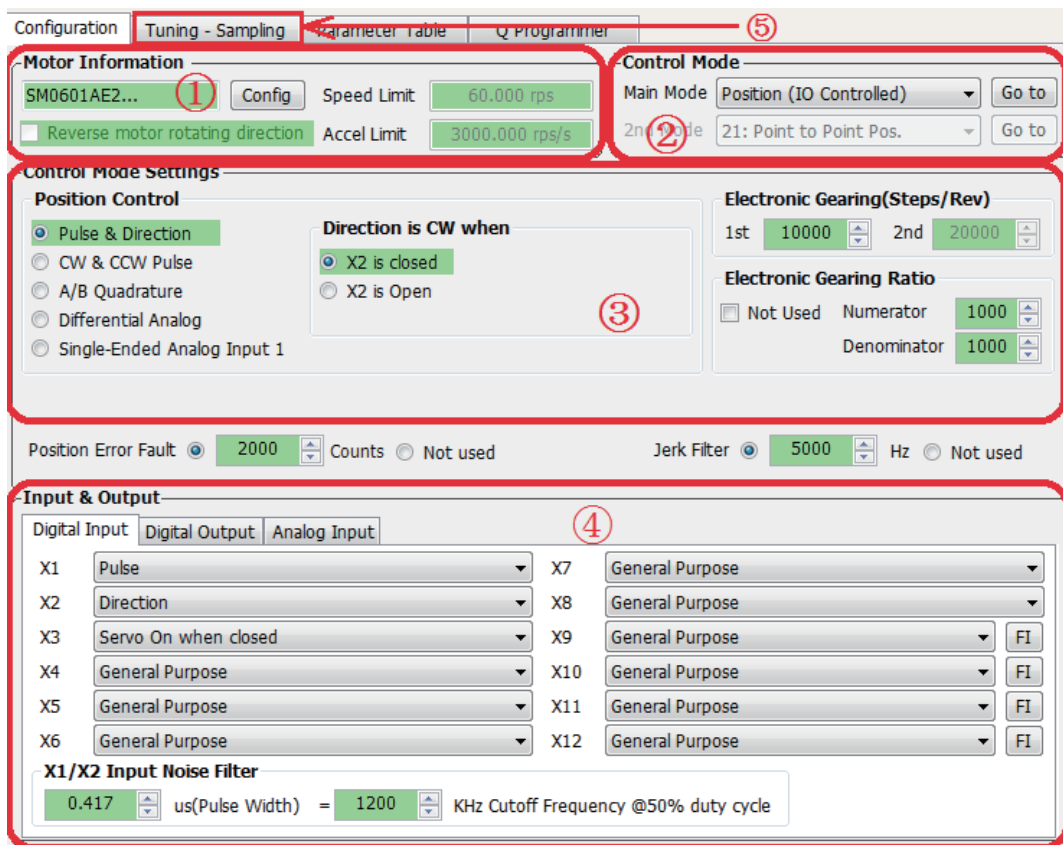 Configuration Tuning - Sampling Parameter Table Q Programmer ⑤
Motor Information Control Mode
SM0601AE2... ① Config Speed Limit 60.000 rps Main Mode Position (IO Controlled) Go to
Reverse motor rotating direction Accel Limit 3000.000 rps/s 2nd Mode ② 21: Point to Point Pos. Go to
Control Mode Settings
Position Control Electronic Gearing(Steps/Rev)
Pulse & Direction Direction is CW when 1st 10000 2nd 20000
CW & CCW Pulse X2 is closed
A/B Quadrature X2 is Open Electronic Gearing Ratio
Differential Analog ③ Not Used Numerator 1000
Single-Ended Analog Input 1 Denominator 1000
Position Error Fault 2000 Counts Not used Jerk Filter 5000 Hz Not used
Input & Output
Digital Input Digital Output Analog Input ④
X1 Pulse X7 General Purpose
X2 Direction X8 General Purpose
X3 Servo On when closed X9 General Purpose FI
X4 General Purpose X10 General Purpose FI
X5 General Purpose X11 General Purpose FI
X6 General Purpose X12 General Purpose FI
X1/X2 Input Noise Filter
0.417 us(Pulse Width) = 1200 KHz Cutoff Frequency @50% duty cycle